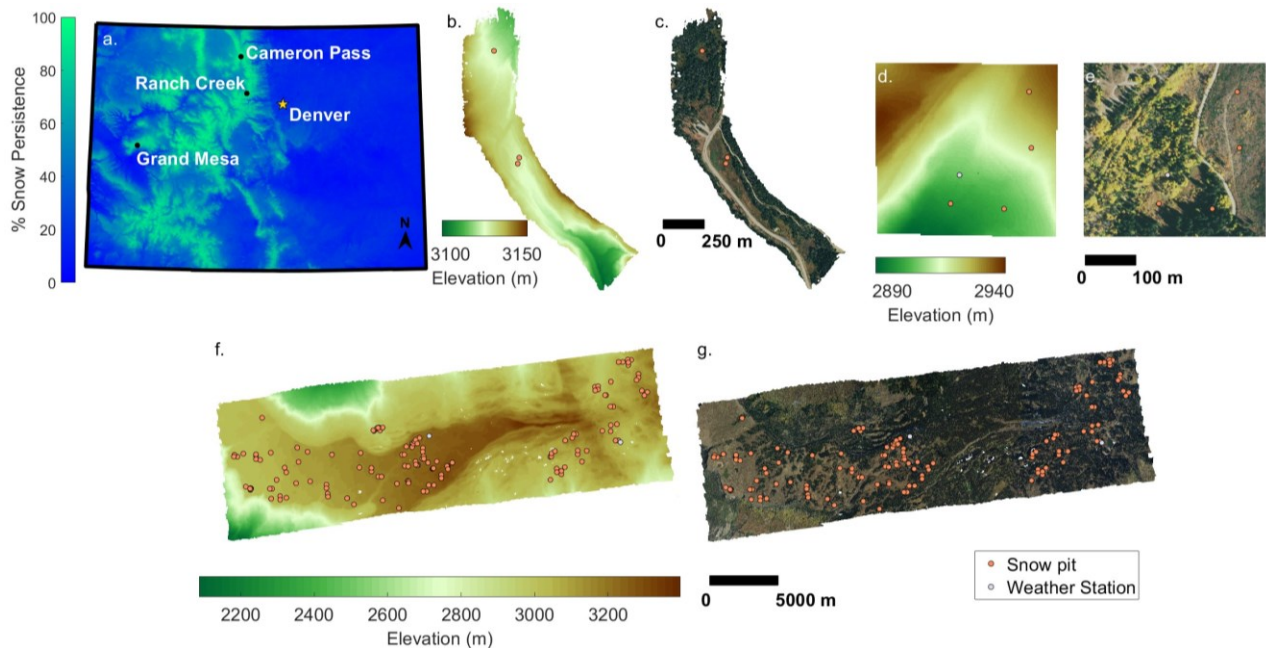 100
80
60
40
20
0
% Snow Persistence
a.
Cameron Pass
Ranch Creek
Denver
Grand Mesa
N
b.
3100 3150
Elevation (m)
c.
0 250 m
d.
2890 2940
Elevation (m)
e.
0 100 m
f.
2200 2400 2600 2800 3000 3200
Elevation (m)
g.
0 5000 m
Snow pit
Weather Station